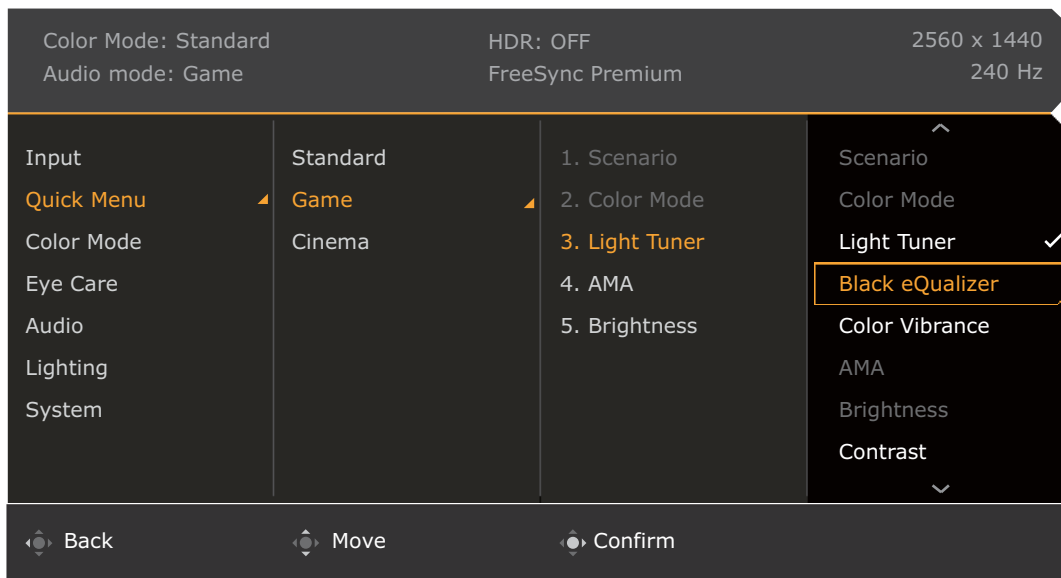 Color Mode: Standard
HDR: OFF
2560 x 1440
Audio mode: Game
FreeSync Premium
240 Hz
Input
Quick Menu
Color Mode
Eye Care
Audio
Lighting
System
Standard
Game
Cinema
1. Scenario
2. Color Mode
3. Light Tuner
4. AMA
5. Brightness
Scenario
Color Mode
Light Tuner
Black eQualizer
Color Vibrance
AMA
Brightness
Contrast
Back
Move
Confirm